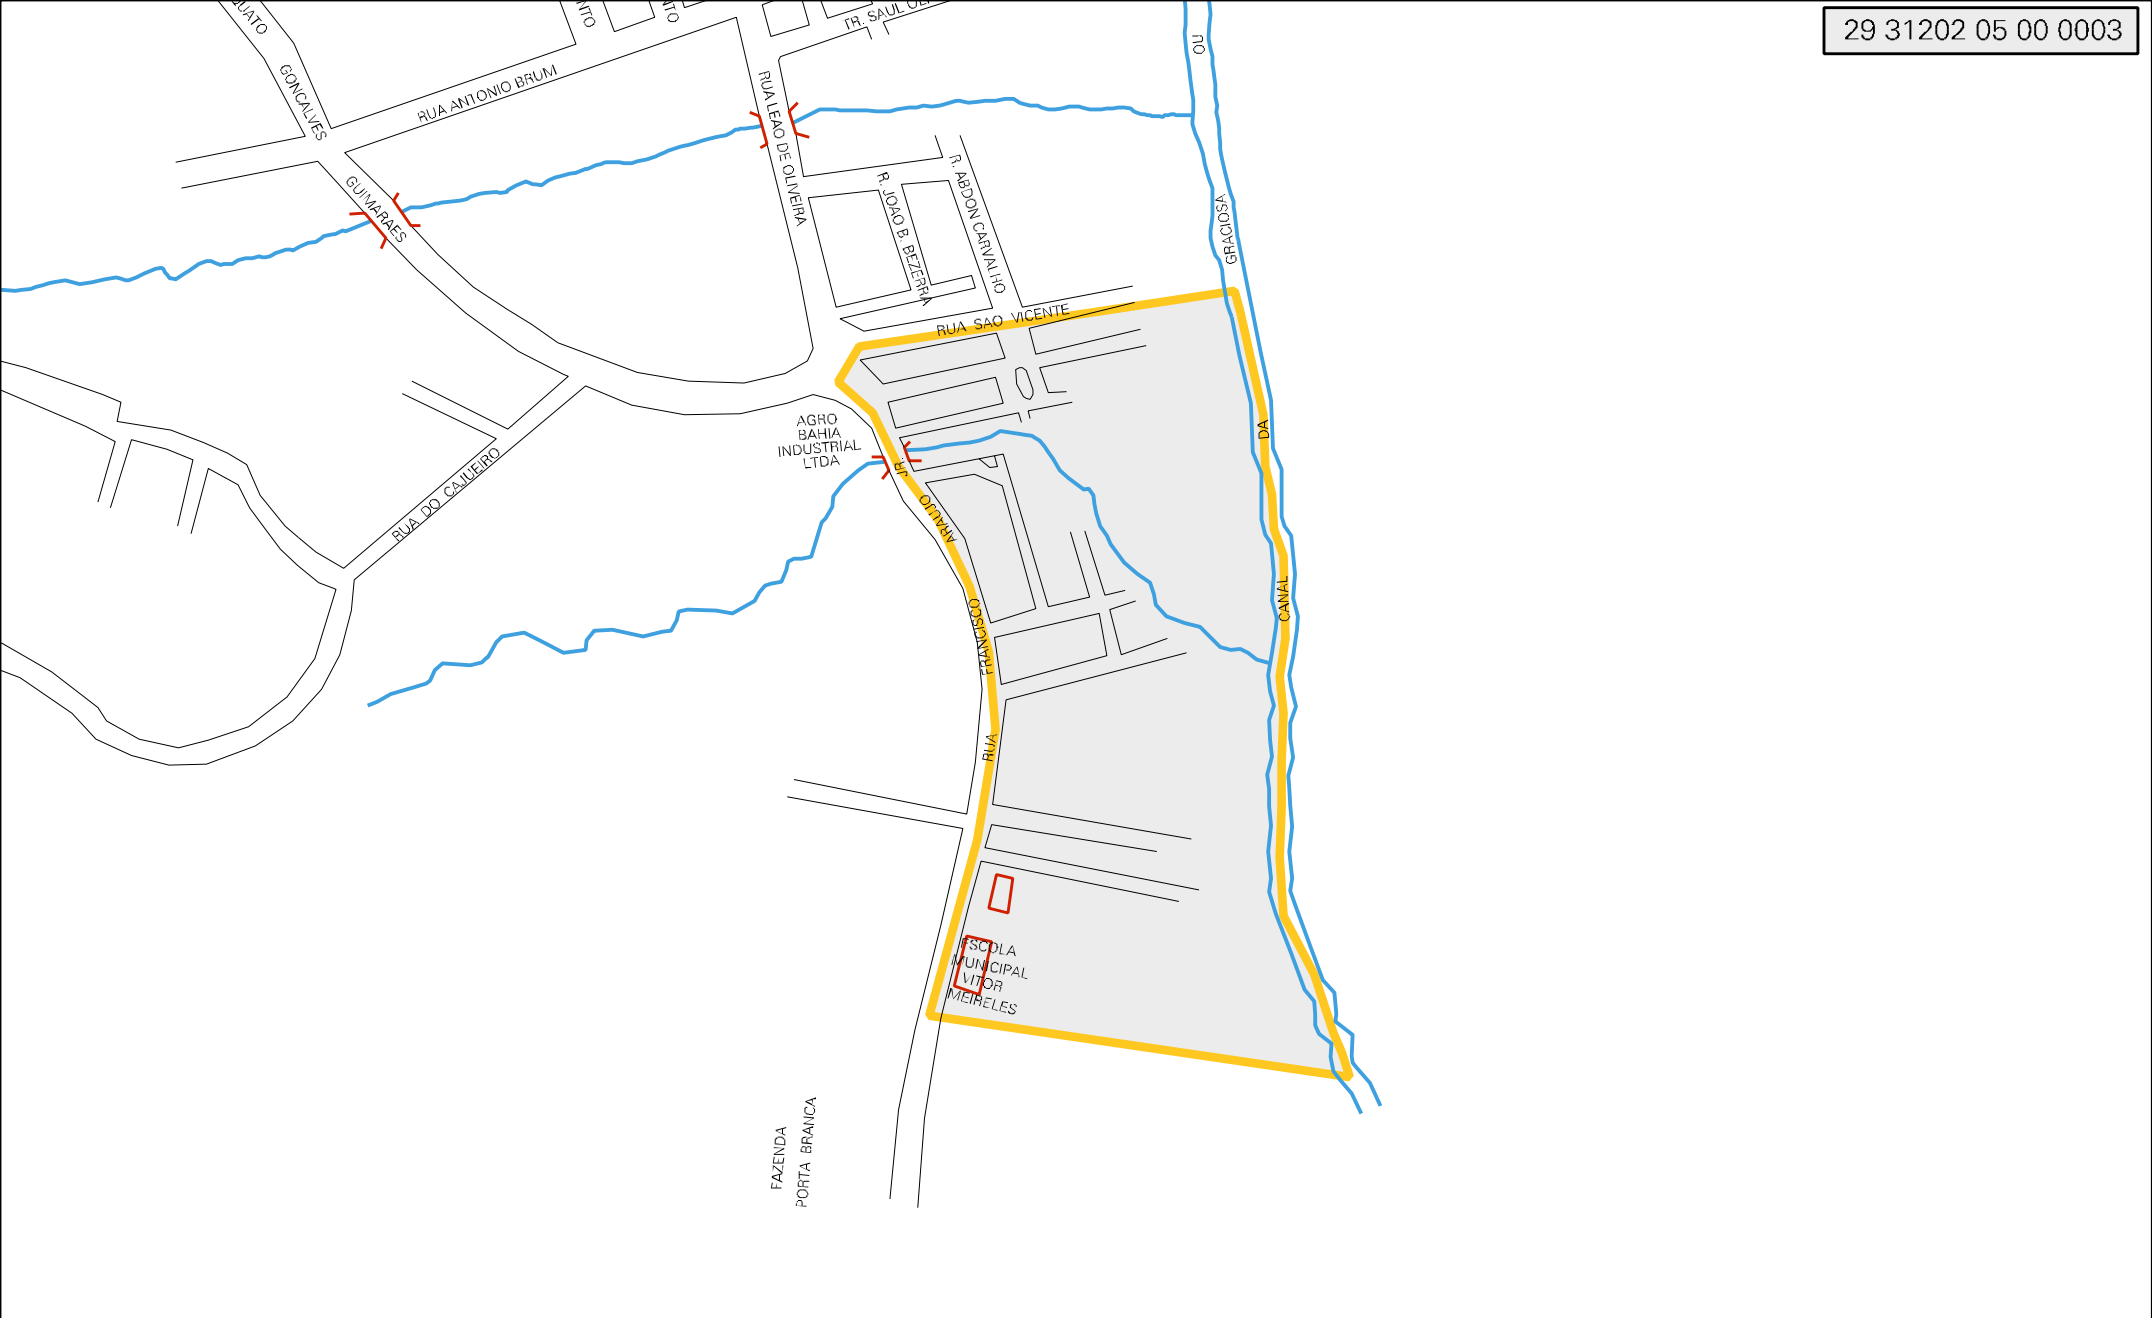 29 31202 05 00 0003
TR. SAUL
GONCALVES
GUIMARAES
RUA ANTONIO BRUM
RUA LEAO DE OLIVEIRA
R. JOAO B. BEZERRA
R. ABDON CARVALHO
RUA SAO VICENTE
GRACIOSA
DA
CANAL
AGRO
BAHIA
INDUSTRIAL
LTDA
RUA DO CAJUEIRO
JR.
ARAUJO
FRANCISCO
RUA
ESCOLA
MUNICIPAL
VITOR
MEIRELES
FAZENDA
PORTA BRANCA